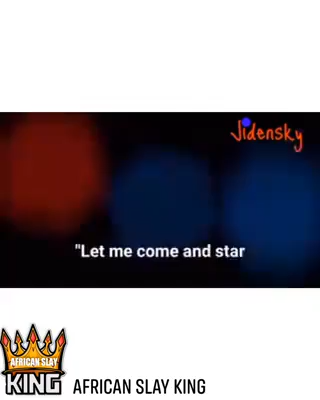 Jidensky
"Let me come and star
AFRICAN SLAY
KING
AFRICAN SLAY KING